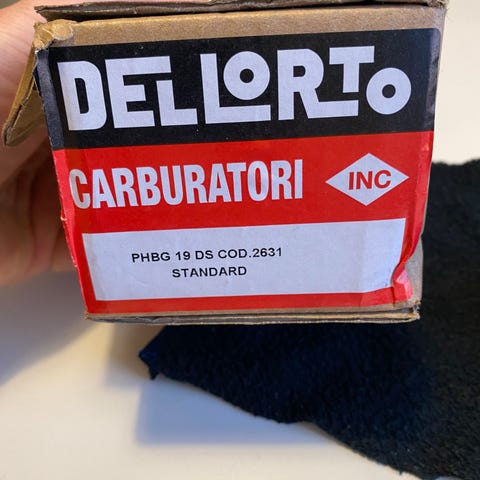 DELLORTO
CARBURATORI INC
PHBG 19 DS COD.2631
STANDARD